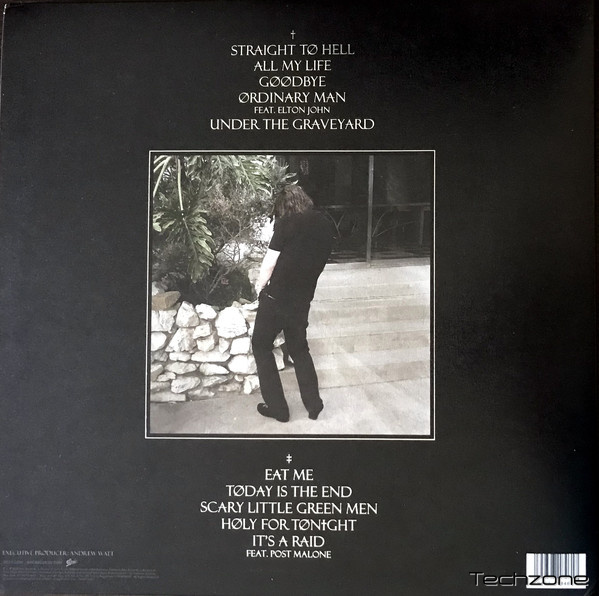 †
STRAIGHT TØ HELL
ALL MY LIFE
GØØDBYE
ØRDINARY MAN
FEAT. ELTON JOHN
UNDER THE GRAVEYARD
‡
EAT ME
TØDAY IS THE END
SCARY LITTLE GREEN MEN
HØLY FOR TØN†GHT
IT'S A RAID
FEAT. POST MALONE
EXECUTIVE PRODUCER: ANDREW WATT
Techzone